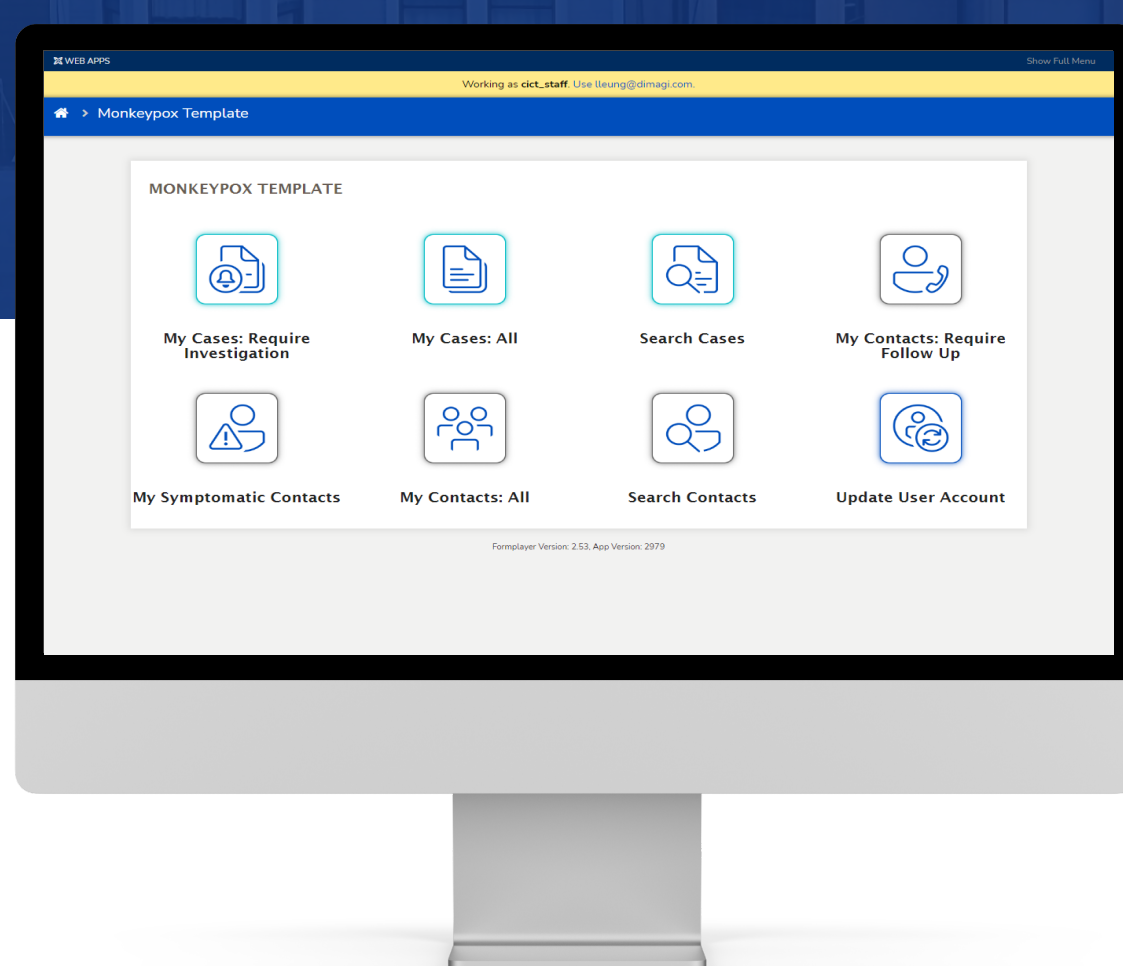 WEB APPS
Show Full Menu
Working as cict_staff. Use lleung@dimagi.com.
> Monkeypox Template
MONKEYPOX TEMPLATE
My Cases: Require
Investigation
My Cases: All
Search Cases
My Contacts: Require
Follow Up
My Symptomatic Contacts
My Contacts: All
Search Contacts
Update User Account
Formplayer Version: 2.53, App Version: 2979